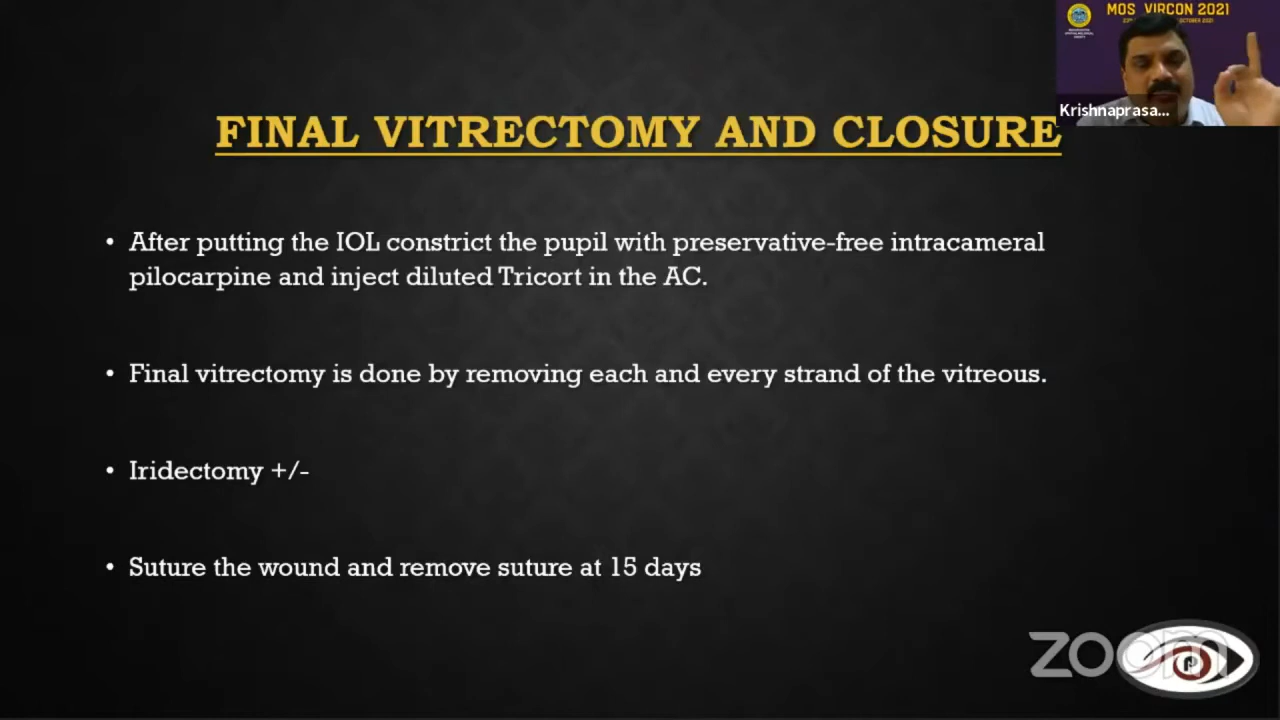 MOS VIRCON 2021
OCTOBER 2021
Krishnaprasa...
FINAL VITRECTOMY AND CLOSURE
• After putting the IOL constrict the pupil with preservative-free intracameral
pilocarpine and inject diluted Tricort in the AC.
• Final vitrectomy is done by removing each and every strand of the vitreous.
• Iridectomy +/-
• Suture the wound and remove suture at 15 days
zoom